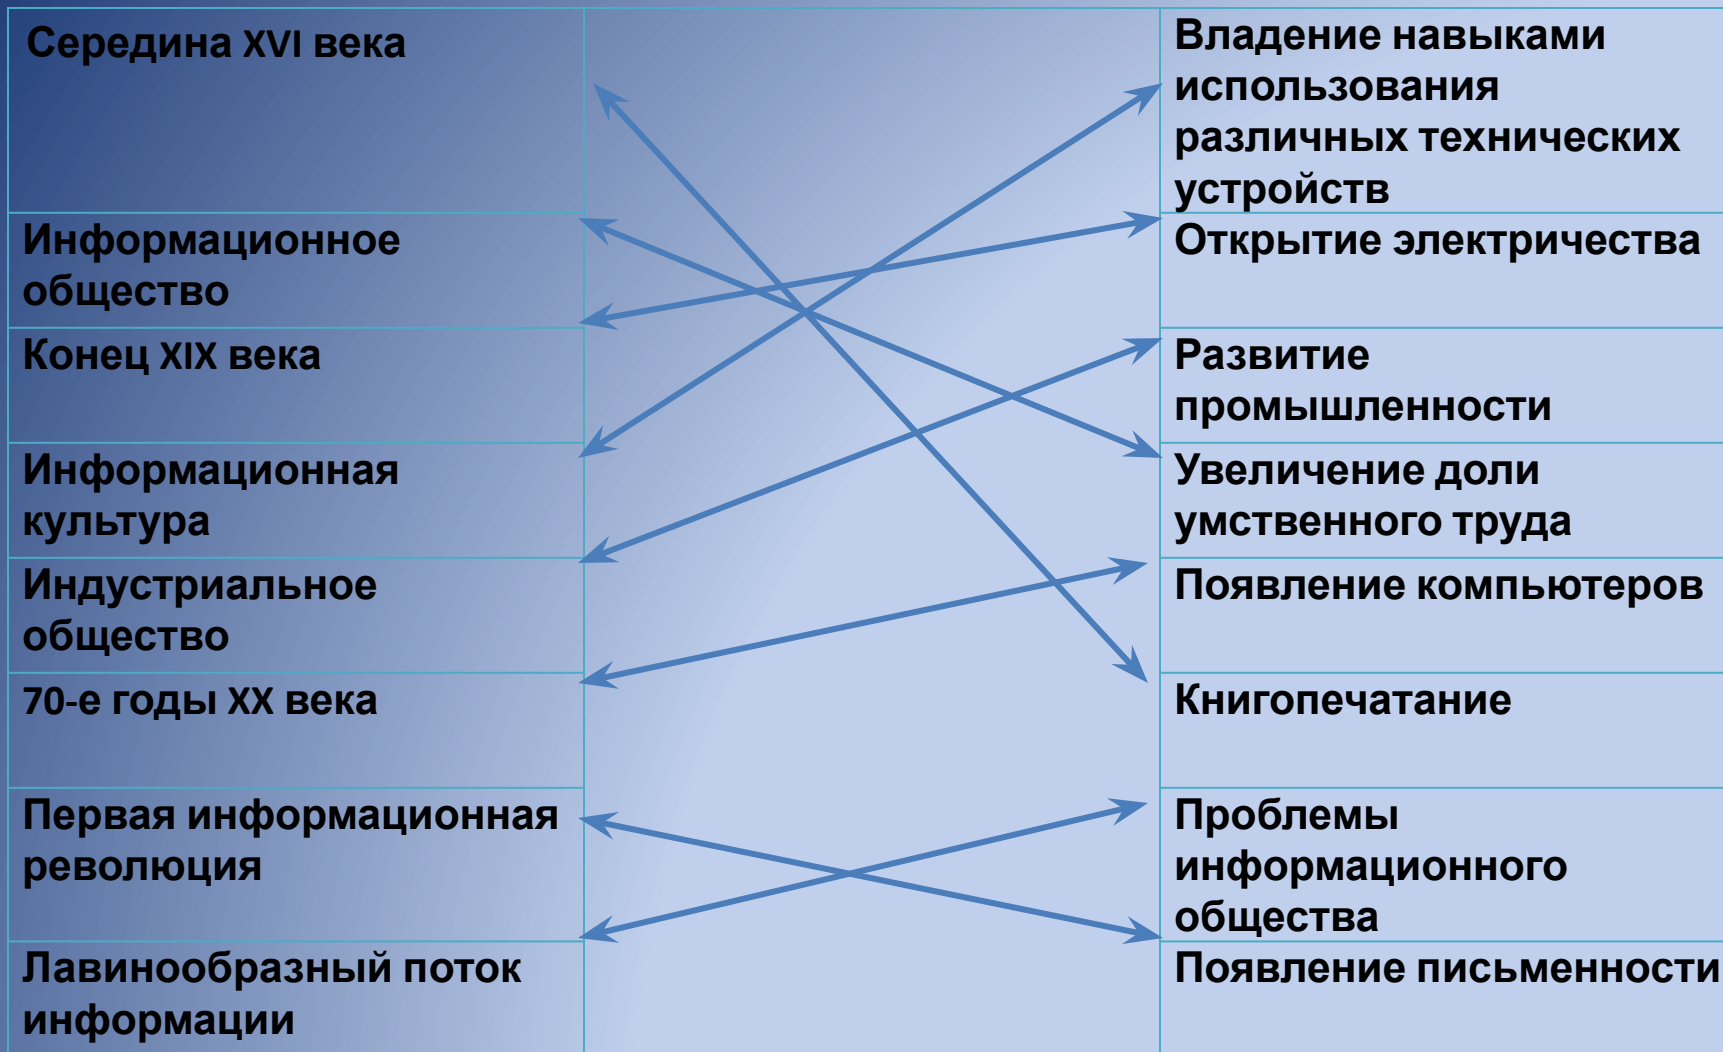 Середина XVI века
Информационное
общество
Конец XIX века
Информационная
культура
Индустриальное
общество
70-е годы XX века
Первая информационная
революция
Лавинообразный поток
информации
Владение навыками
использования
различных технических
устройств
Открытие электричества
Развитие
промышленности
Увеличение доли
умственного труда
Появление компьютеров
Книгопечатание
Проблемы
информационного
общества
Появление письменности